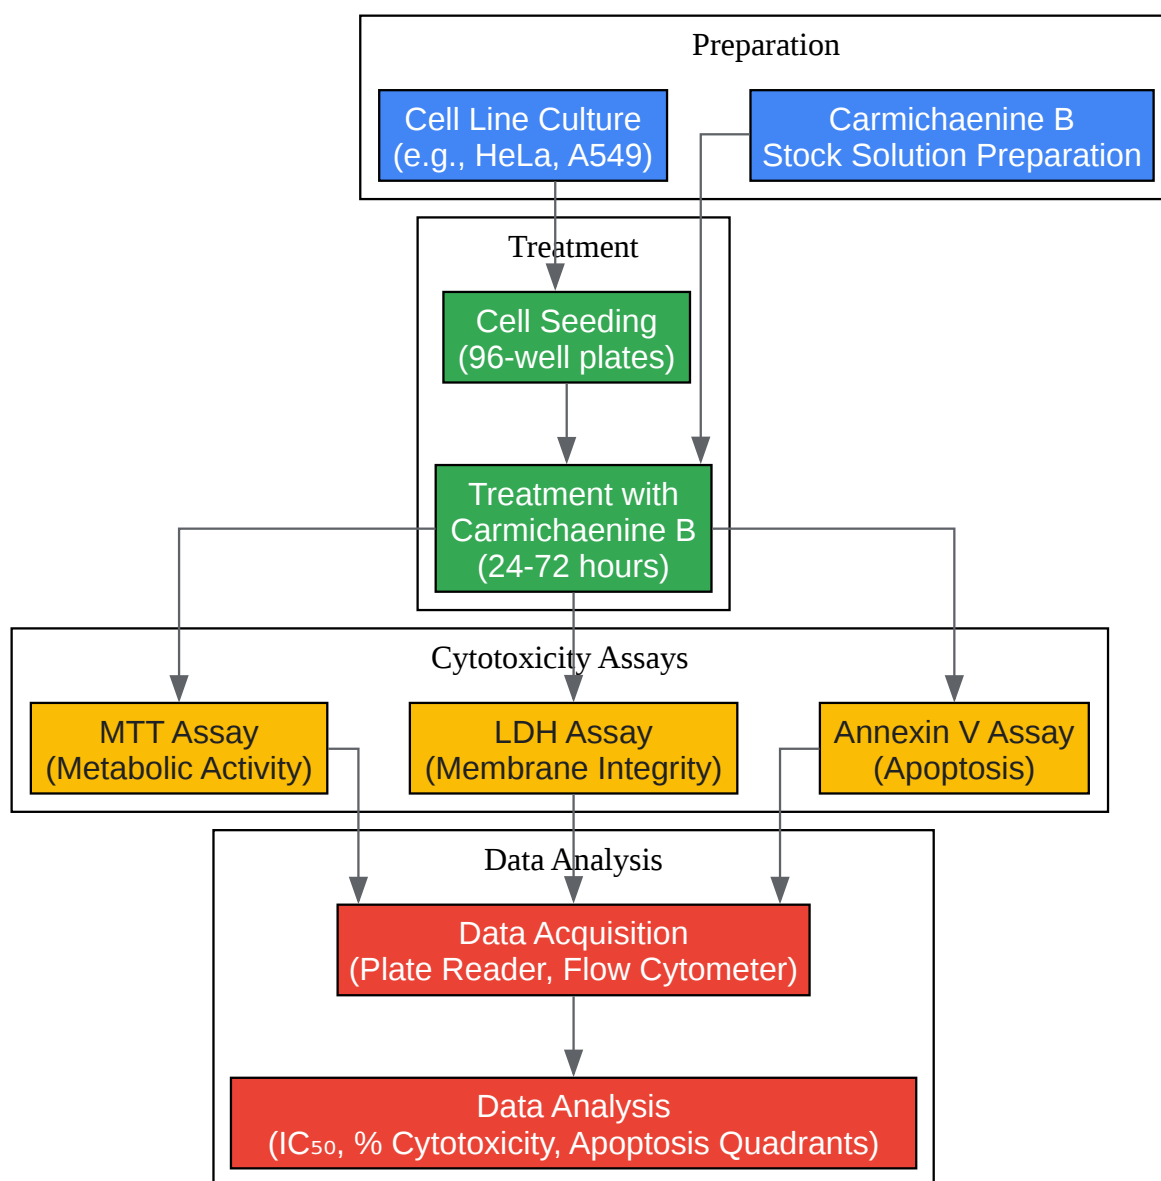 Preparation
Cell Line Culture
(e.g., HeLa, A549)
Carmichaenine B
Stock Solution Preparation
Treatment
Cell Seeding
(96-well plates)
Treatment with
Carmichaenine B
(24-72 hours)
Cytotoxicity Assays
MTT Assay
(Metabolic Activity)
LDH Assay
(Membrane Integrity)
Annexin V Assay
(Apoptosis)
Data Analysis
Data Acquisition
(Plate Reader, Flow Cytometer)
Data Analysis
(IC₅₀, % Cytotoxicity, Apoptosis Quadrants)